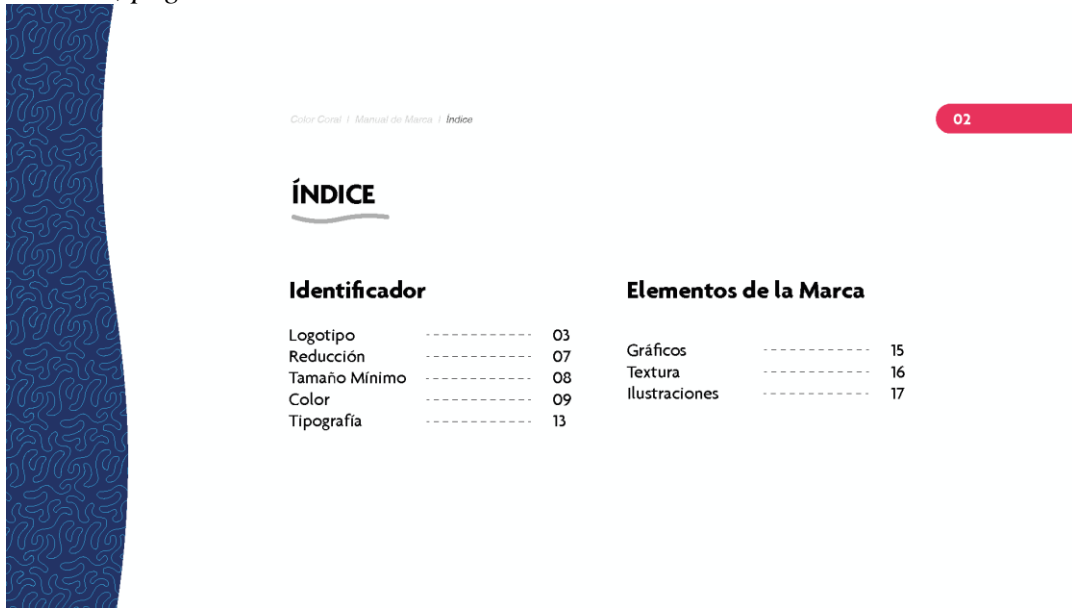 Color Coral | Manual de Marca | Índice
02
ÍNDICE
Identificador
Logotipo ----------- 03
Reducción ----------- 07
Tamaño Mínimo ----------- 08
Color ----------- 09
Tipografía ----------- 13
Elementos de la Marca
Gráficos ----------- 15
Textura ----------- 16
Ilustraciones ----------- 17